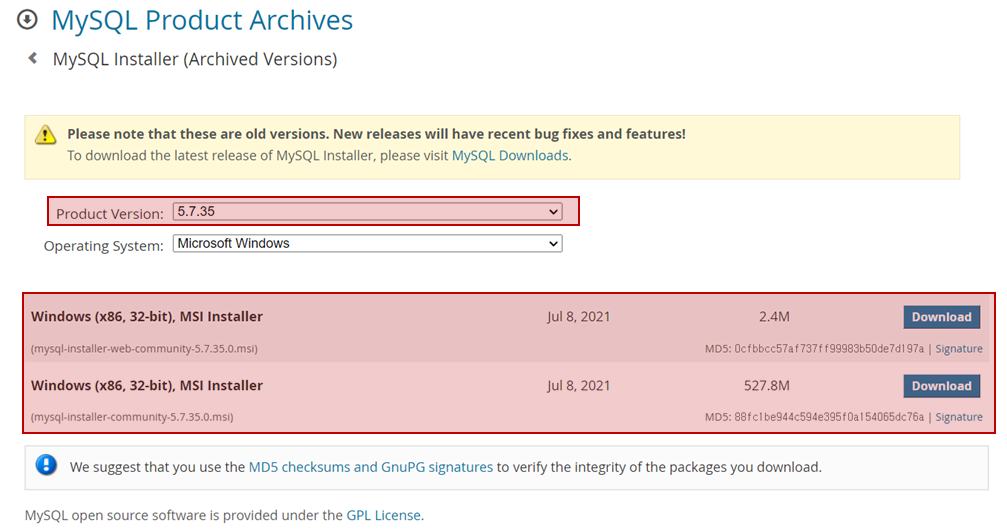 MySQL Product Archives
MySQL Installer (Archived Versions)
Please note that these are old versions. New releases will have recent bug fixes and features!
To download the latest release of MySQL Installer, please visit MySQL Downloads.
Product Version: 5.7.35
Operating System: Microsoft Windows
Windows (x86, 32-bit), MSI Installer Jul 8, 2021 2.4M Download
(mysql-installer-web-community-5.7.35.0.msi) MD5: 0cfbbcc57af737ff99983b50de7d197a | Signature
Windows (x86, 32-bit), MSI Installer Jul 8, 2021 527.8M Download
(mysql-installer-community-5.7.35.0.msi) MD5: 88fc1be944c594e395f0a154065dc76a | Signature
We suggest that you use the MD5 checksums and GnuPG signatures to verify the integrity of the packages you download.
MySQL open source software is provided under the GPL License.